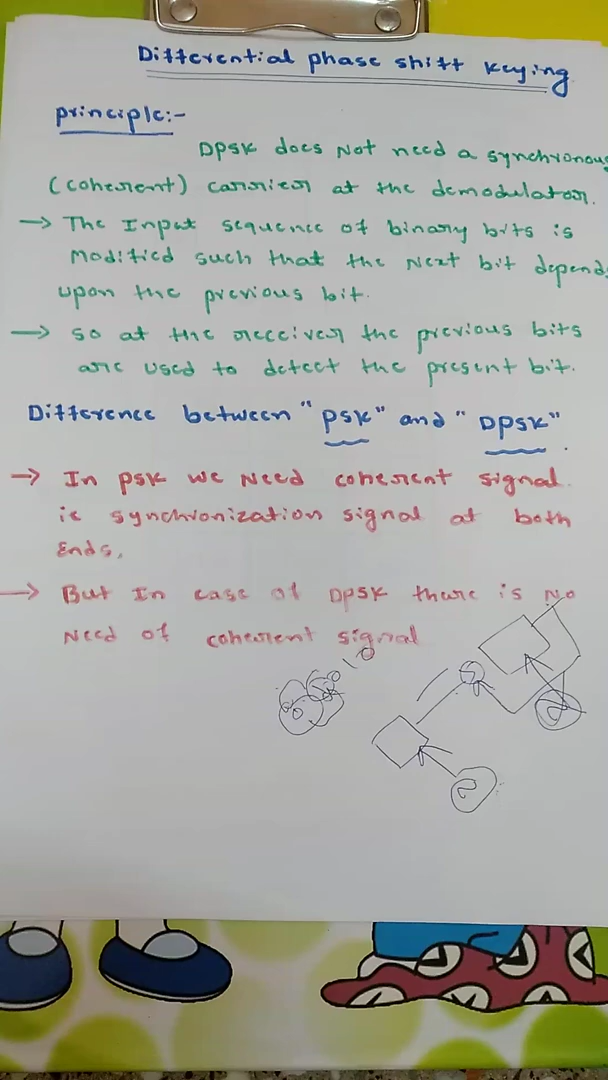 Differential phase shift keying
principle:-
DPSK does Not need a synchronous
(coherent) carrier at the demodulator.
→ The Input sequence of binary bits is
Modified such that the Next bit depends
upon the previous bit.
→ so at the receiver the previous bits
are used to detect the present bit.
Difference between "PSK" and "DPSK".
→ In PSK we Need coherent signal.
ie synchronization signal at both
Ends,
→ But In case of DPSK there is No
Need of coherent signal